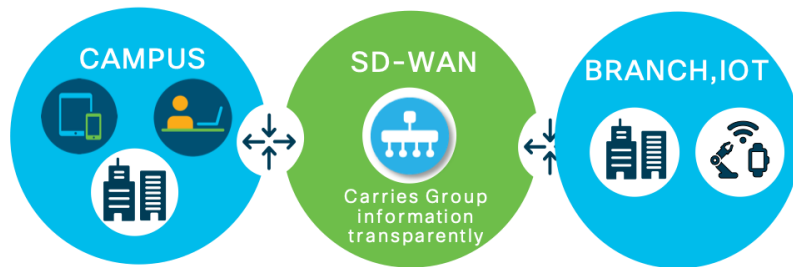 CAMPUS
SD-WAN
Carries Group
information
transparently
BRANCH,IOT